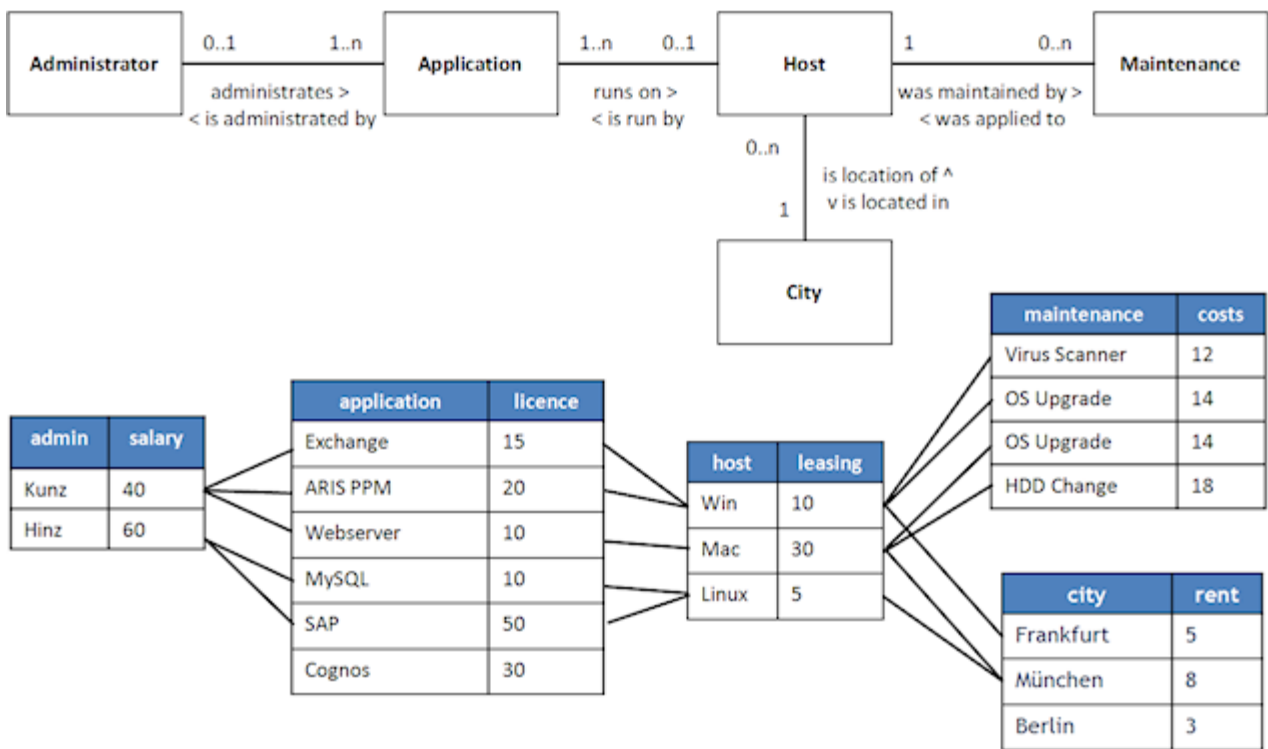 Administrator
0..1
1..n
administrates >
< is administrated by
Application
1..n
0..1
runs on >
< is run by
Host
1
0..n
was maintained by >
< was applied to
Maintenance
0..n
is location of ^
v is located in
1
City
admin salary
Kunz 40
Hinz 60
application licence
Exchange 15
ARIS PPM 20
Webserver 10
MySQL 10
SAP 50
Cognos 30
host leasing
Win 10
Mac 30
Linux 5
maintenance costs
Virus Scanner 12
OS Upgrade 14
OS Upgrade 14
HDD Change 18
city rent
Frankfurt 5
München 8
Berlin 3